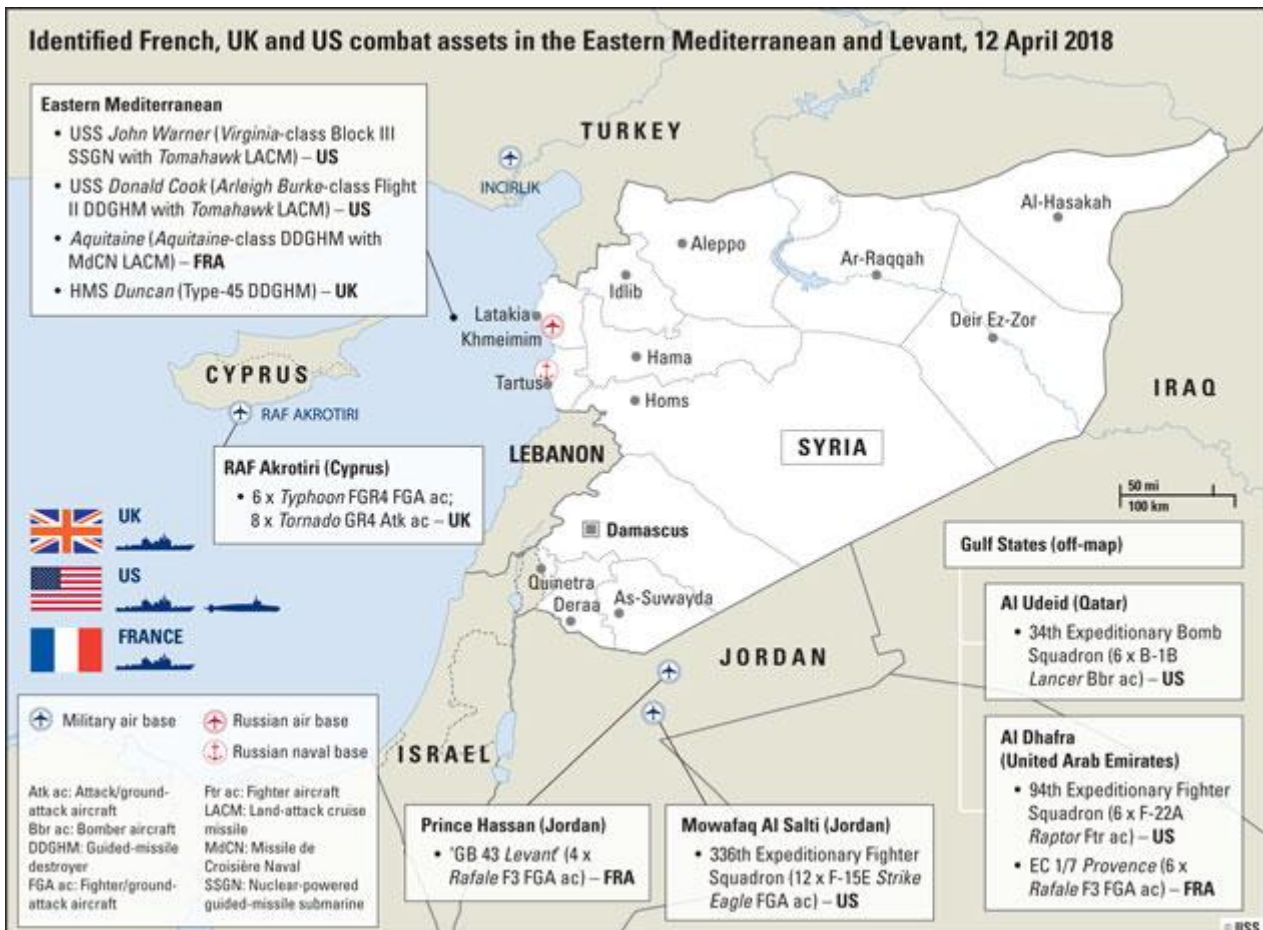 Identified French, UK and US combat assets in the Eastern Mediterranean and Levant, 12 April 2018
Eastern Mediterranean
• USS John Warner (Virginia-class Block III
SSGN with Tomahawk LACM) – US
• USS Donald Cook (Arleigh Burke-class Flight
II DDGHM with Tomahawk LACM) – US
• Aquitaine (Aquitaine-class DDGHM with
MdCN LACM) – FRA
• HMS Duncan (Type-45 DDGHM) – UK
TURKEY
INCIRLIK
Al-Hasakah
Aleppo
Ar-Raqqah
Idlib
Latakia
Khmeimim
Deir Ez-Zor
Hama
CYPRUS
Tartus
IRAQ
Homs
RAF AKROTIRI
SYRIA
LEBANON
RAF Akrotiri (Cyprus)
• 6 x Typhoon FGR4 FGA ac;
8 x Tornado GR4 Atk ac – UK
50 mi
100 km
UK
US
FRANCE
Damascus
Quinetra
Deraa
As-Suwayda
JORDAN
ISRAEL
Gulf States (off-map)
Al Udeid (Qatar)
• 34th Expeditionary Bomb
Squadron (6 x B-1B
Lancer Bbr ac) – US
Al Dhafra
(United Arab Emirates)
• 94th Expeditionary Fighter
Squadron (6 x F-22A
Raptor Ftr ac) – US
• EC 1/7 Provence (6 x
Rafale F3 FGA ac) – FRA
Military air base
Russian air base
Russian naval base
Atk ac: Attack/ground-
attack aircraft
Bbr ac: Bomber aircraft
DDGHM: Guided-missile
destroyer
FGA ac: Fighter/ground-
attack aircraft
Ftr ac: Fighter aircraft
LACM: Land-attack cruise
missile
MdCN: Missile de
Croisière Naval
SSGN: Nuclear-powered
guided-missile submarine
Prince Hassan (Jordan)
• 'GB 43 Levant' (4 x
Rafale F3 FGA ac) – FRA
Mowafaq Al Salti (Jordan)
• 336th Expeditionary Fighter
Squadron (12 x F-15E Strike
Eagle FGA ac) – US
© IISS